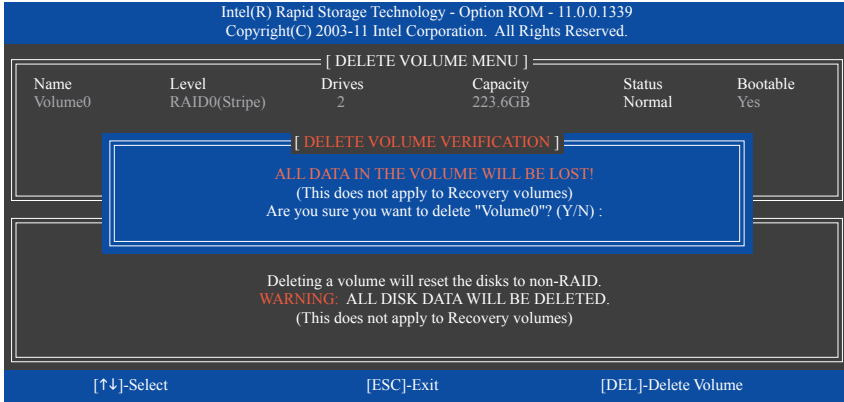 Intel(R) Rapid Storage Technology - Option ROM - 11.0.0.1339
Copyright(C) 2003-11 Intel Corporation.  All Rights Reserved.
[ DELETE VOLUME MENU ]
Name Level Drives Capacity Status Bootable
Volume0 RAID0(Stripe) 2 223.6GB Normal Yes
[ DELETE VOLUME VERIFICATION ]
ALL DATA IN THE VOLUME WILL BE LOST!
(This does not apply to Recovery volumes)
Are you sure you want to delete "Volume0"? (Y/N) :
Deleting a volume will reset the disks to non-RAID.
WARNING:  ALL DISK DATA WILL BE DELETED.
(This does not apply to Recovery volumes)
[↑↓]-Select [ESC]-Exit [DEL]-Delete Volume